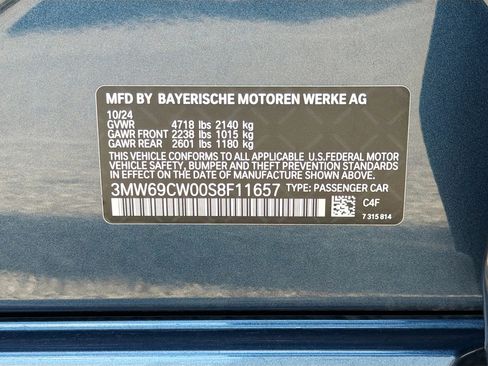 MFD BY BAYERISCHE MOTOREN WERKE AG
10/24
GVWR 4718 lbs 2140 kg
GAWR FRONT 2238 lbs 1015 kg
GAWR REAR 2601 lbs 1180 kg
THIS VEHICLE CONFORMS TO ALL APPLICABLE U.S.FEDERAL MOTOR
VEHICLE SAFETY, BUMPER, AND THEFT PREVENTION STANDARDS
IN EFFECT ON THE DATE OF MANUFACTURE SHOWN ABOVE.
3MW69CW00S8F11657 TYPE: PASSENGER CAR
C4F
7 315 814